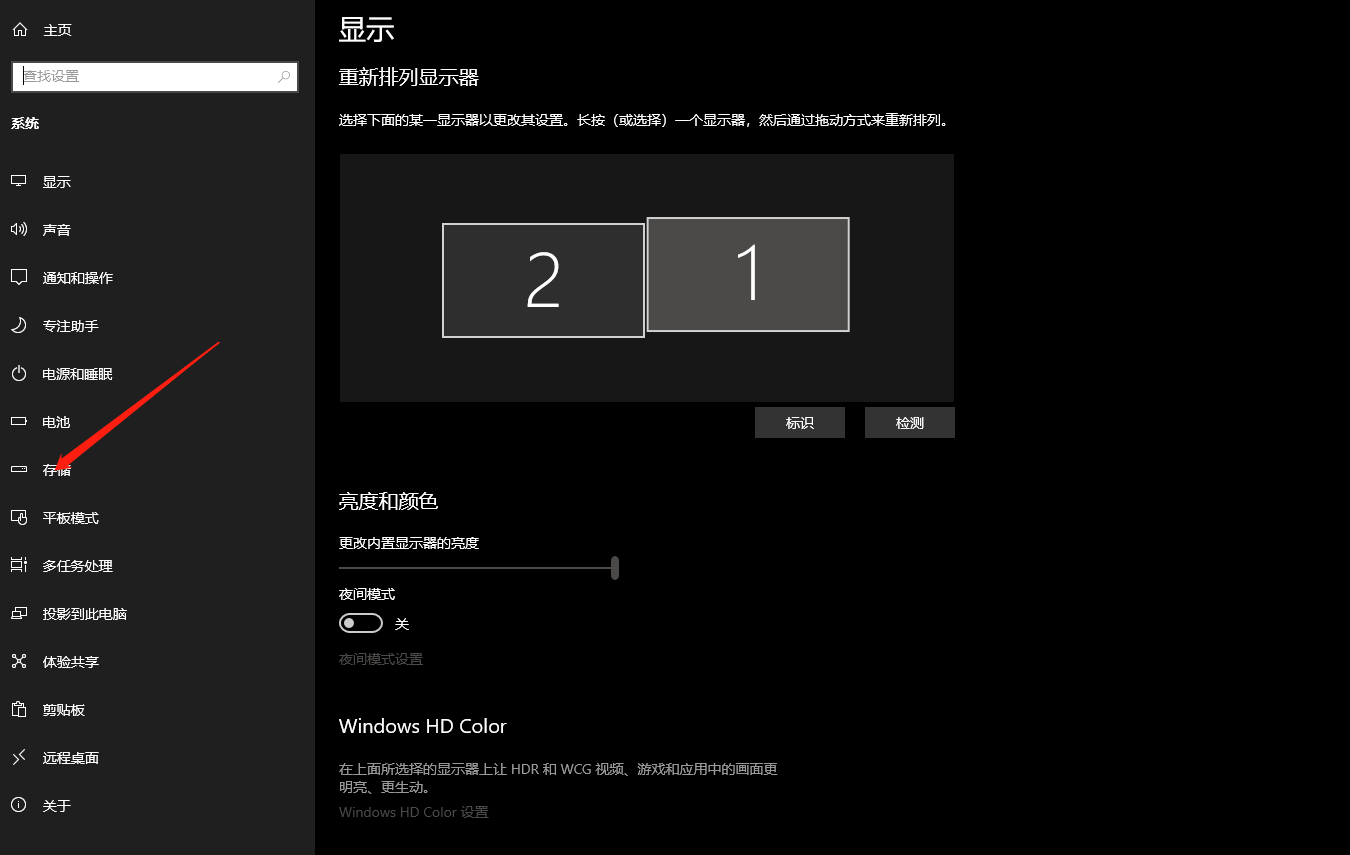 主页
查找设置
系统
显示
声音
通知和操作
专注助手
电源和睡眠
电池
存储
平板模式
多任务处理
投影到此电脑
体验共享
剪贴板
远程桌面
关于
显示
重新排列显示器
选择下面的某一显示器以更改其设置。长按（或选择）一个显示器，然后通过拖动方式来重新排列。
2
1
标识
检测
亮度和颜色
更改内置显示器的亮度
夜间模式
关
夜间模式设置
Windows HD Color
在上面所选择的显示器上让 HDR 和 WCG 视频、游戏和应用中的画面更
明亮、更生动。
Windows HD Color 设置